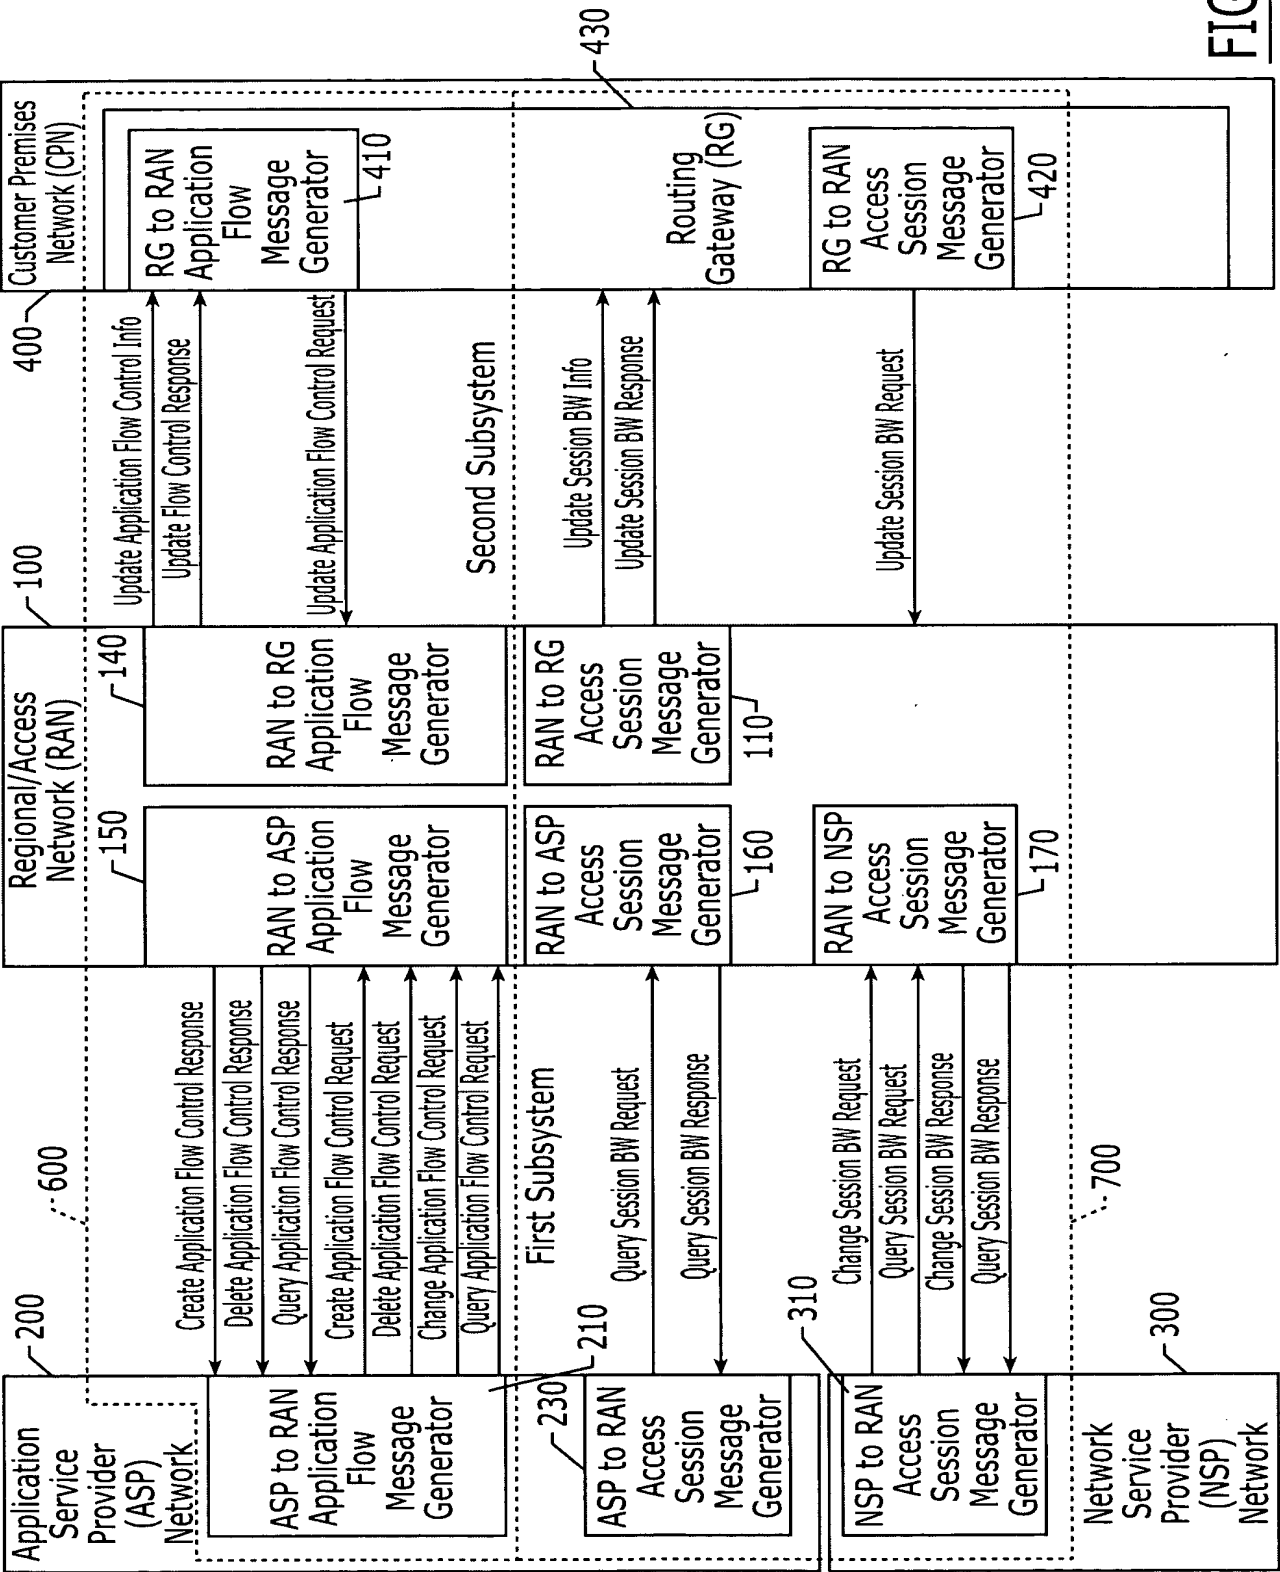 Application
Service
Provider
(ASP)
Network
200
ASP to RAN
Application
Flow
Message
Generator
210
230
ASP to RAN
Access
Session
Message
Generator
310
NSP to RAN
Access
Session
Message
Generator
Network
Service
Provider
(NSP)
Network
300
600
Create Application Flow Control Response
Delete Application Flow Control Response
Query Application Flow Control Response
Create Application Flow Control Request
Delete Application Flow Control Request
Change Application Flow Control Request
Query Application Flow Control Request
First Subsystem
Query Session BW Request
Query Session BW Response
Change Session BW Request
Query Session BW Request
Change Session BW Response
Query Session BW Response
700
Regional/Access
Network (RAN)
100
150
RAN to ASP
Application
Flow
Message
Generator
140
RAN to RG
Application
Flow
Message
Generator
RAN to ASP
Access
Session
Message
Generator
160
RAN to RG
Access
Session
Message
Generator
110
RAN to NSP
Access
Session
Message
Generator
170
Update Application Flow Control Info
Update Flow Control Response
Update Application Flow Control Request
Second Subsystem
Update Session BW Info
Update Session BW Response
Update Session BW Request
400
Customer Premises
Network (CPN)
RG to RAN
Application
Flow
Message
Generator
410
430
Routing
Gateway (RG)
RG to RAN
Access
Session
Message
Generator
420
FIG